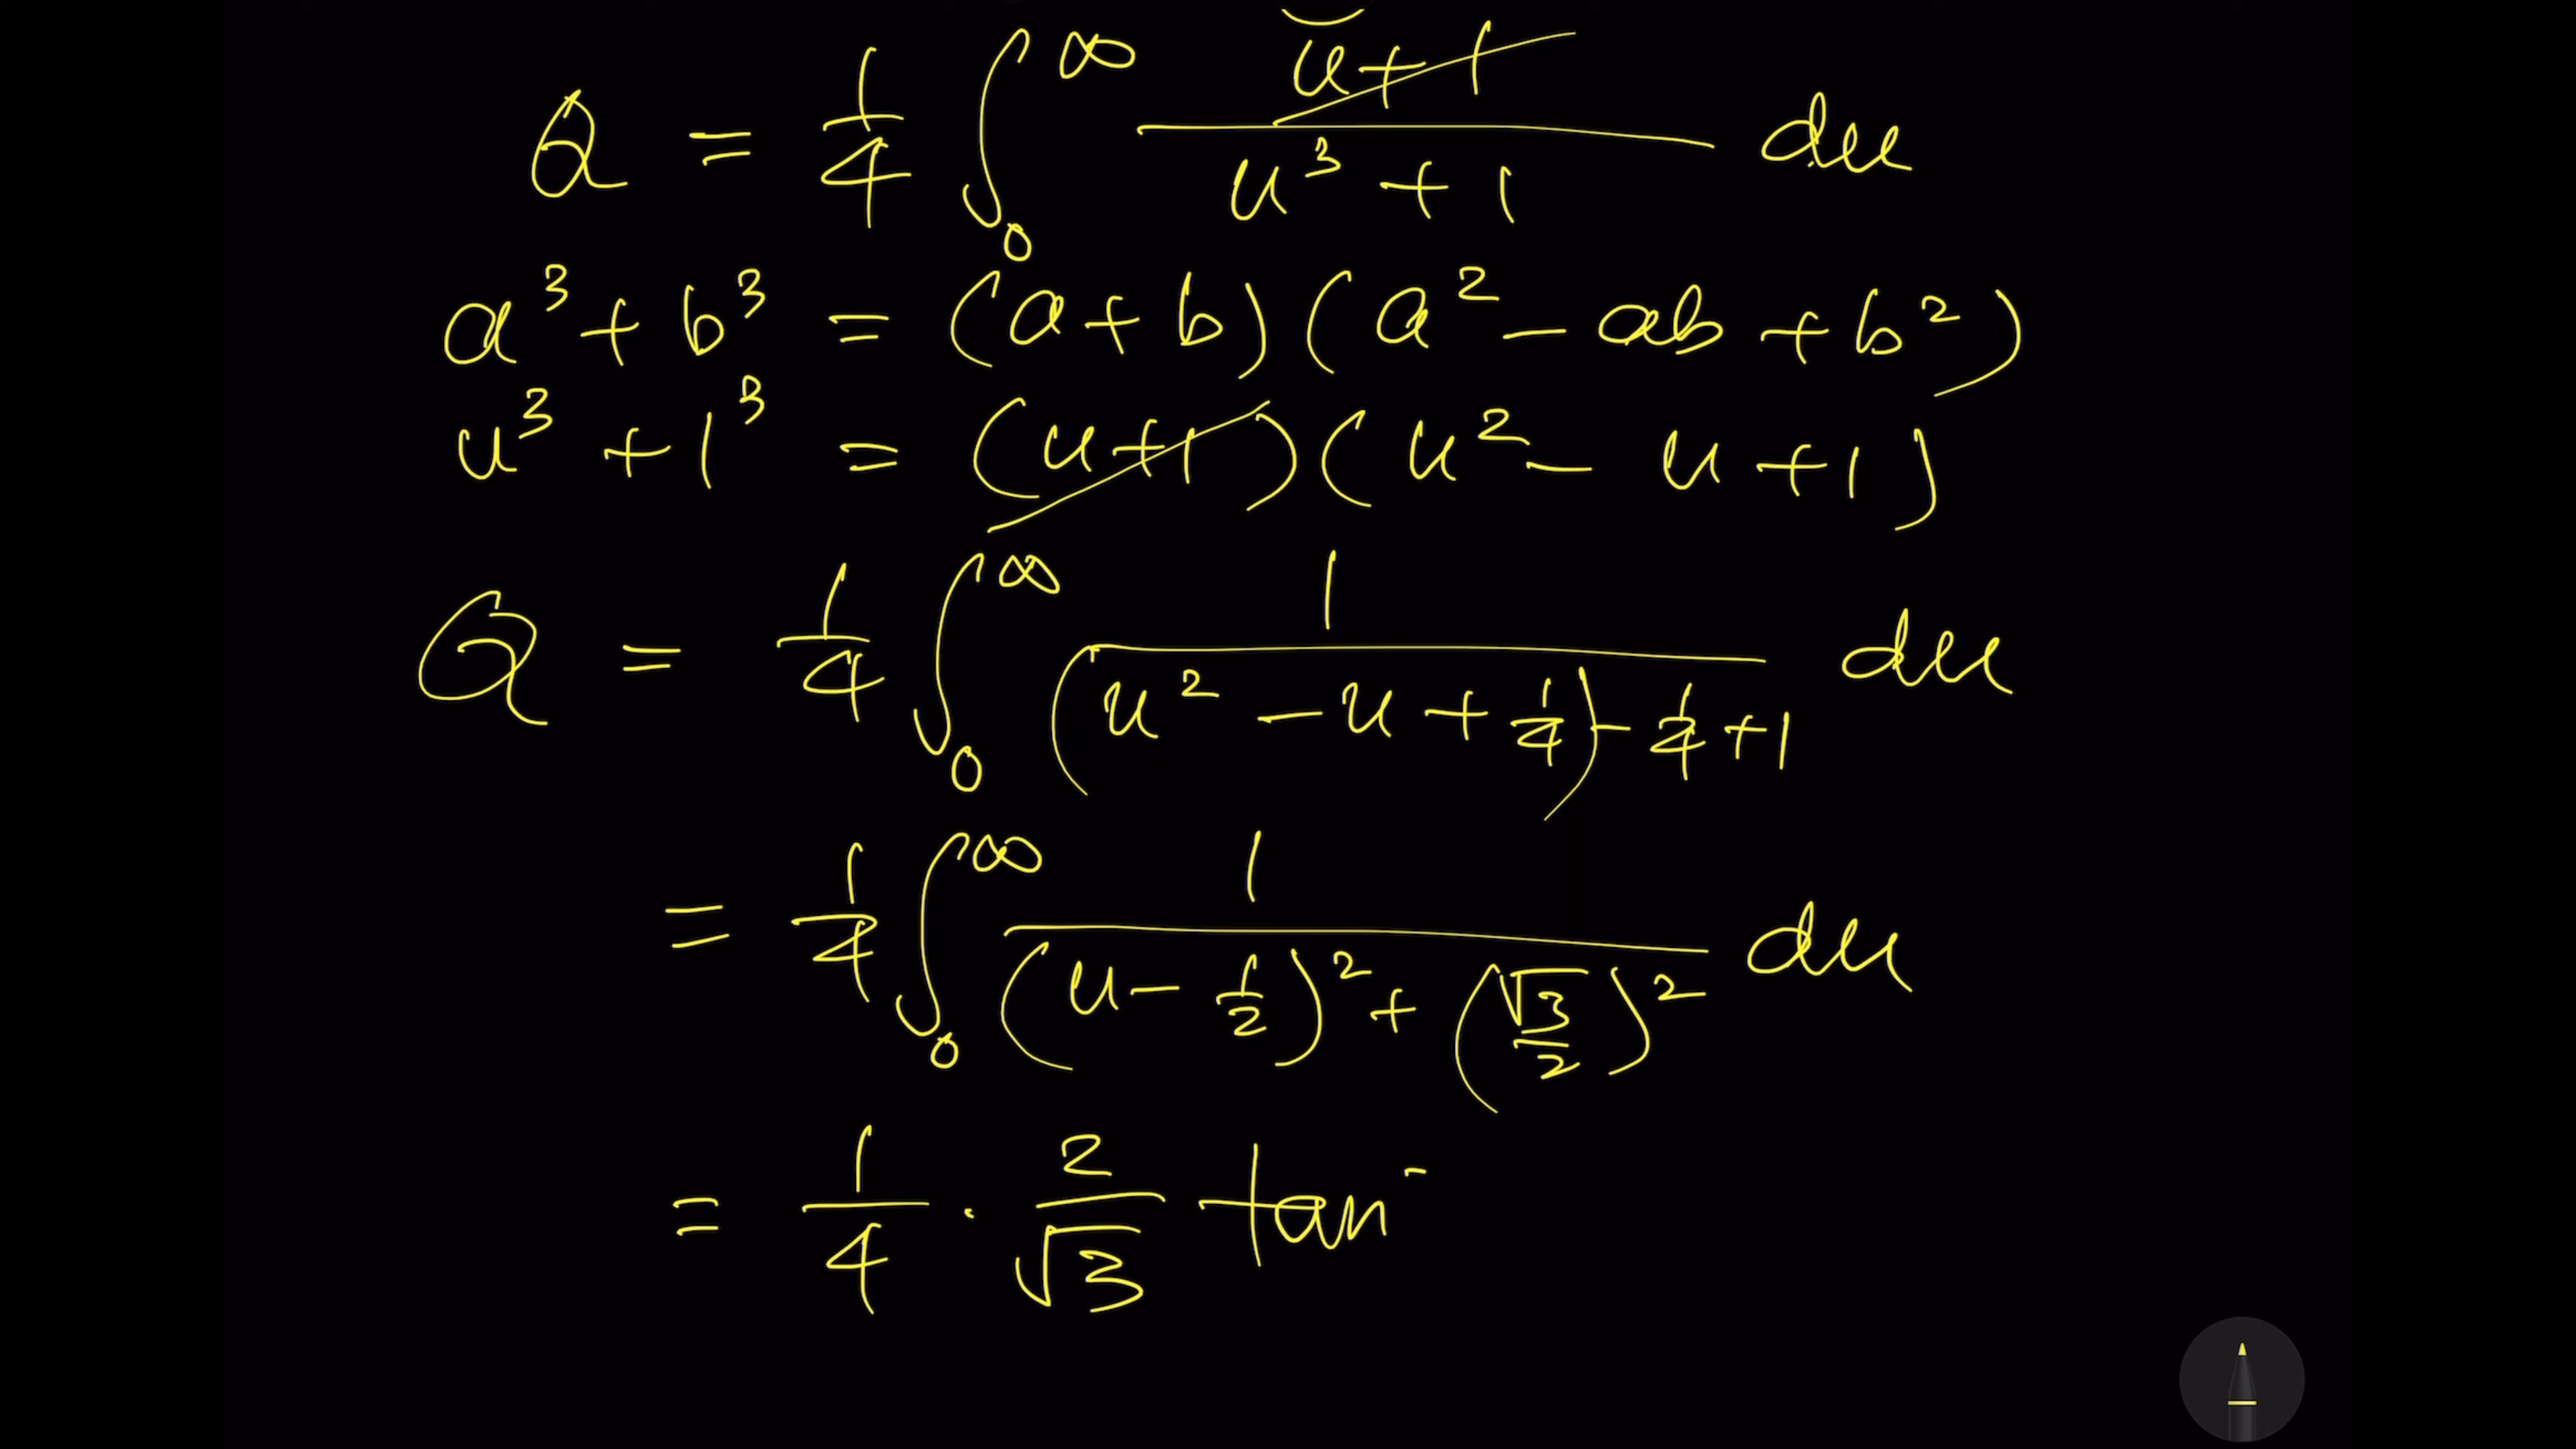 Q = 1/4 ∫₀^∞ (u + 1)/(u³ + 1) du
a³ + b³ = (a + b)(a² − ab + b²)
u³ + 1³ = (u + 1)(u² − u + 1)
Q = 1/4 ∫₀^∞ 1/((u² − u + 1/4) − 1/4 + 1) du
= 1/4 ∫₀^∞ 1/((u − 1/2)² + (√3/2)²) du
= 1/4 · 2/√3 tan⁻